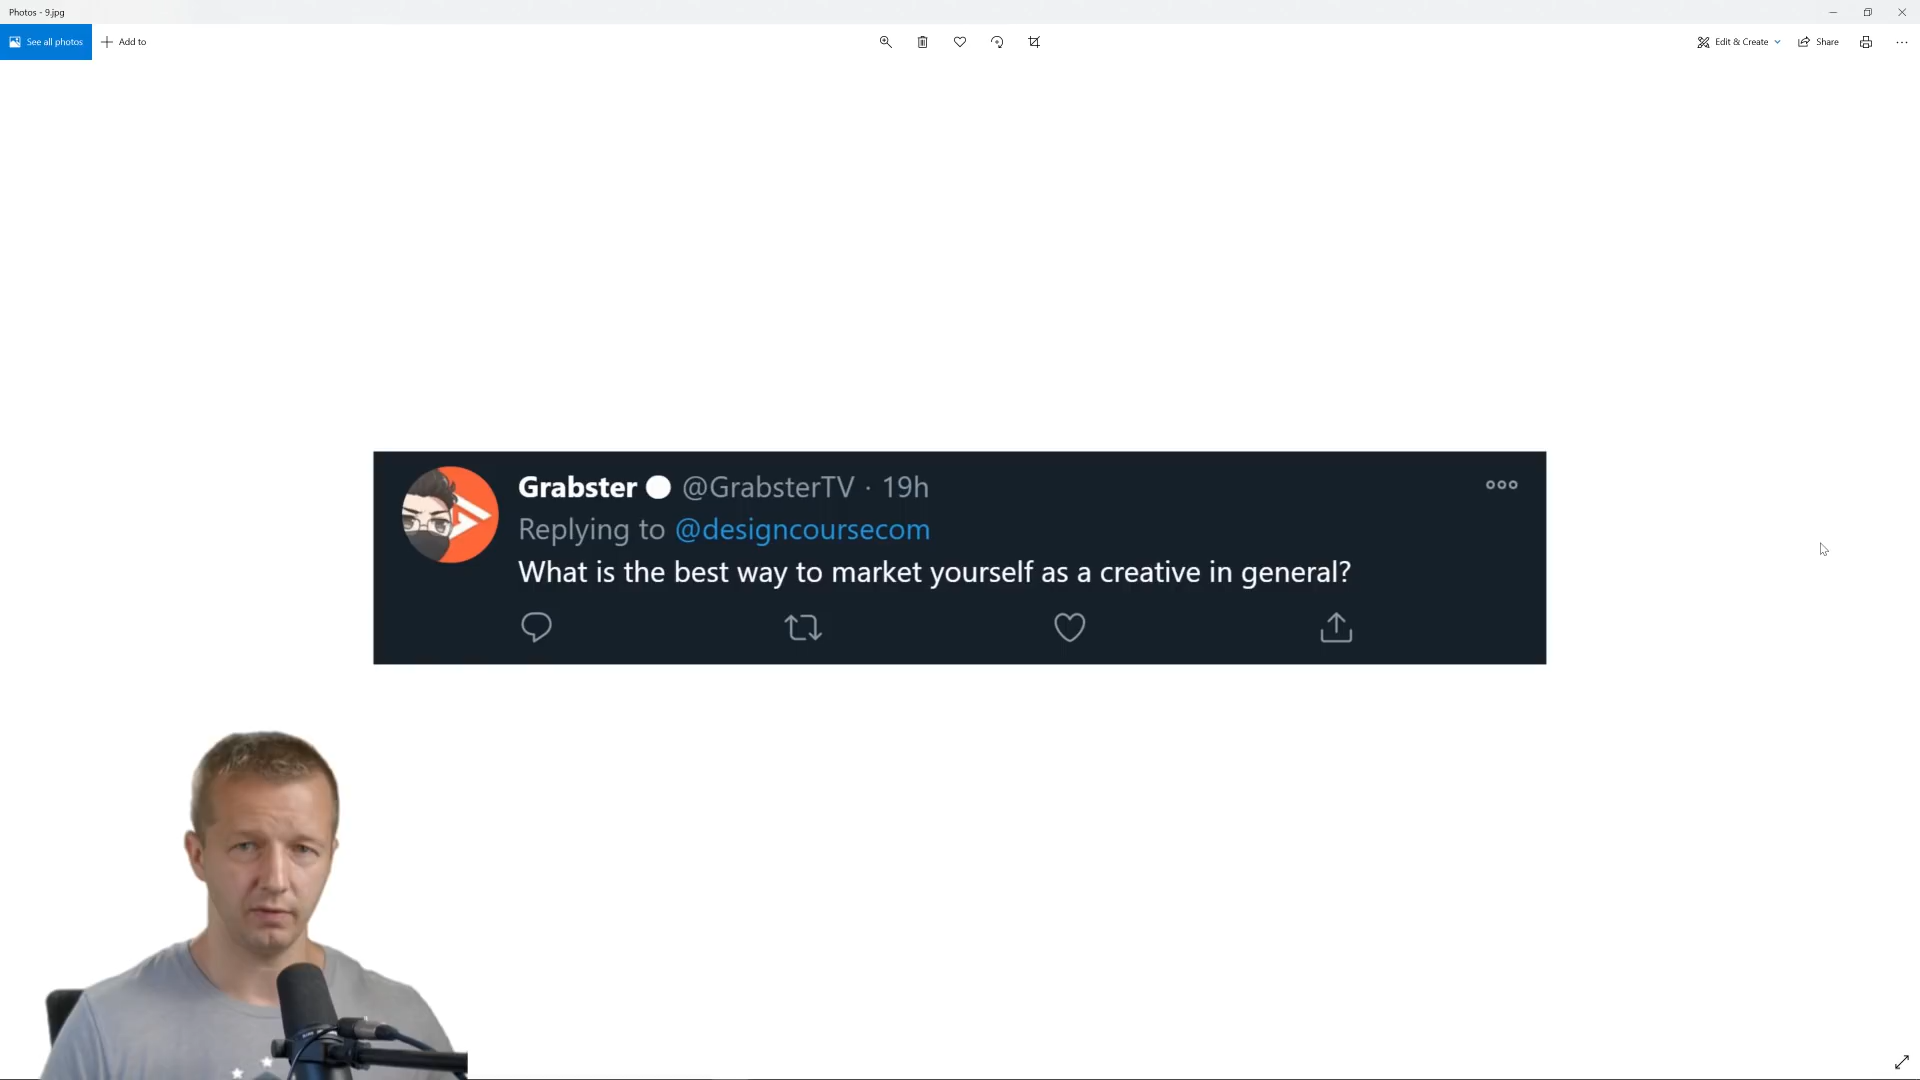 Photos - 9.jpg
See all photos
Add to
Edit & Create
Share
Grabster @GrabsterTV · 19h
Replying to @designcoursecom
What is the best way to market yourself as a creative in general?